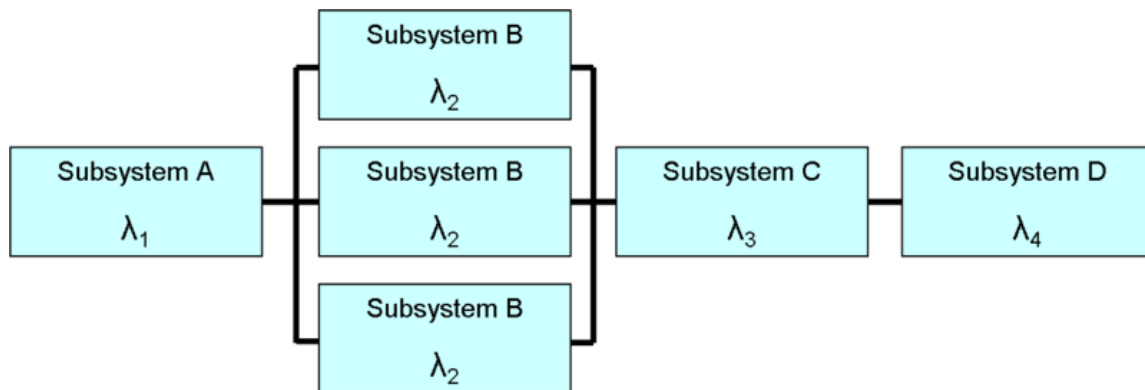 Subsystem B
λ₂
Subsystem A
λ₁
Subsystem B
λ₂
Subsystem C
λ₃
Subsystem D
λ₄
Subsystem B
λ₂